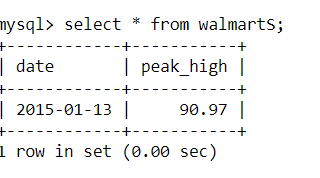 mysql> select * from walmartS;
+------------+-----------+
| date       | peak_high |
+------------+-----------+
| 2015-01-13 |     90.97 |
+------------+-----------+
1 row in set (0.00 sec)